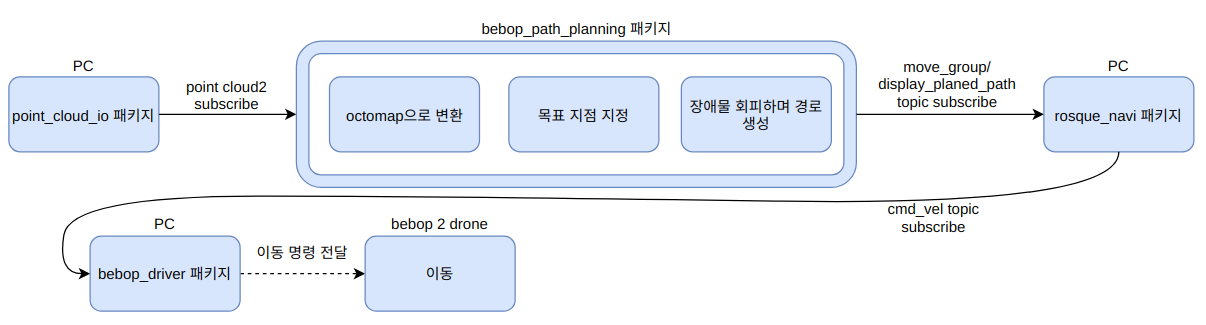 bebop_path_planning 패키지
PC
point_cloud_io 패키지
point cloud2
subscribe
octomap으로 변환
목표 지점 지정
장애물 회피하며 경로
생성
move_group/
display_planed_path
topic subscribe
PC
rosque_navi 패키지
cmd_vel topic
subscribe
PC
bebop_driver 패키지
이동 명령 전달
bebop 2 drone
이동